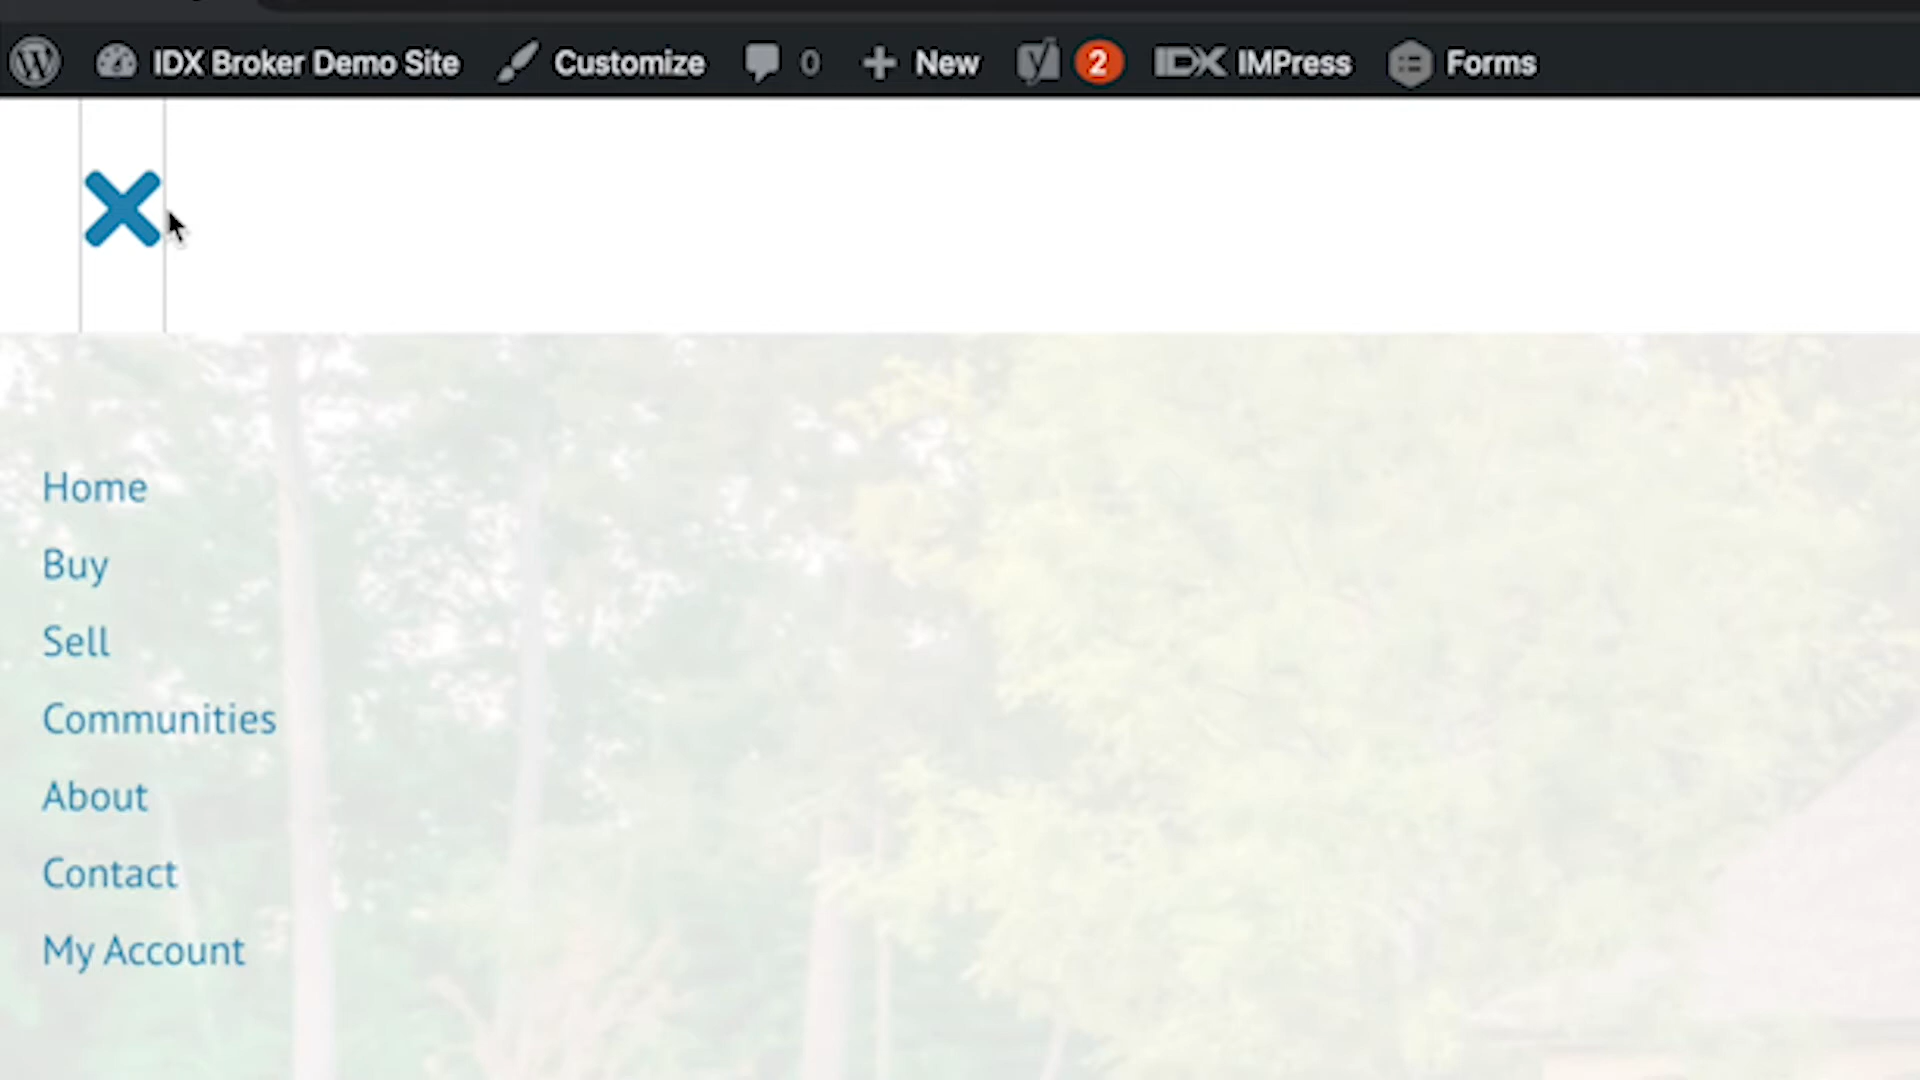 IDX Broker Demo Site Customize 0 + New 2 IDX IMPress Forms
Home
Buy
Sell
Communities
About
Contact
My Account